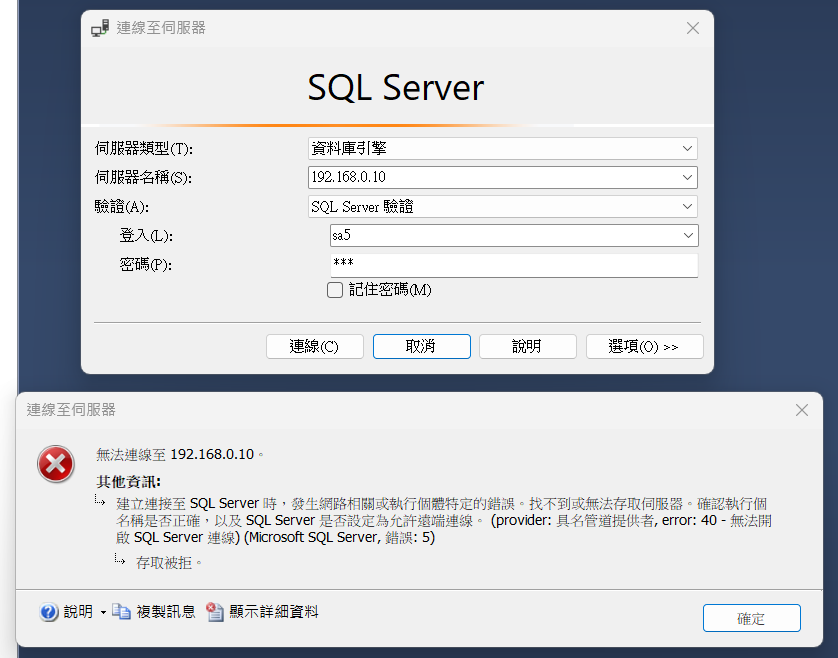 連線至伺服器
SQL Server
伺服器類型(T):
資料庫引擎
伺服器名稱(S):
192.168.0.10
驗證(A):
SQL Server 驗證
登入(L):
sa5
密碼(P):
***
記住密碼(M)
連線(C)
取消
說明
選項(O) >>
連線至伺服器
無法連線至 192.168.0.10。
其他資訊:
建立連接至 SQL Server 時，發生網路相關或執行個體特定的錯誤。找不到或無法存取伺服器。確認執行個
名稱是否正確，以及 SQL Server 是否設定為允許遠端連線。 (provider: 具名管道提供者, error: 40 - 無法開
啟 SQL Server 連線) (Microsoft SQL Server, 錯誤: 5)
存取被拒。
說明
複製訊息
顯示詳細資料
確定